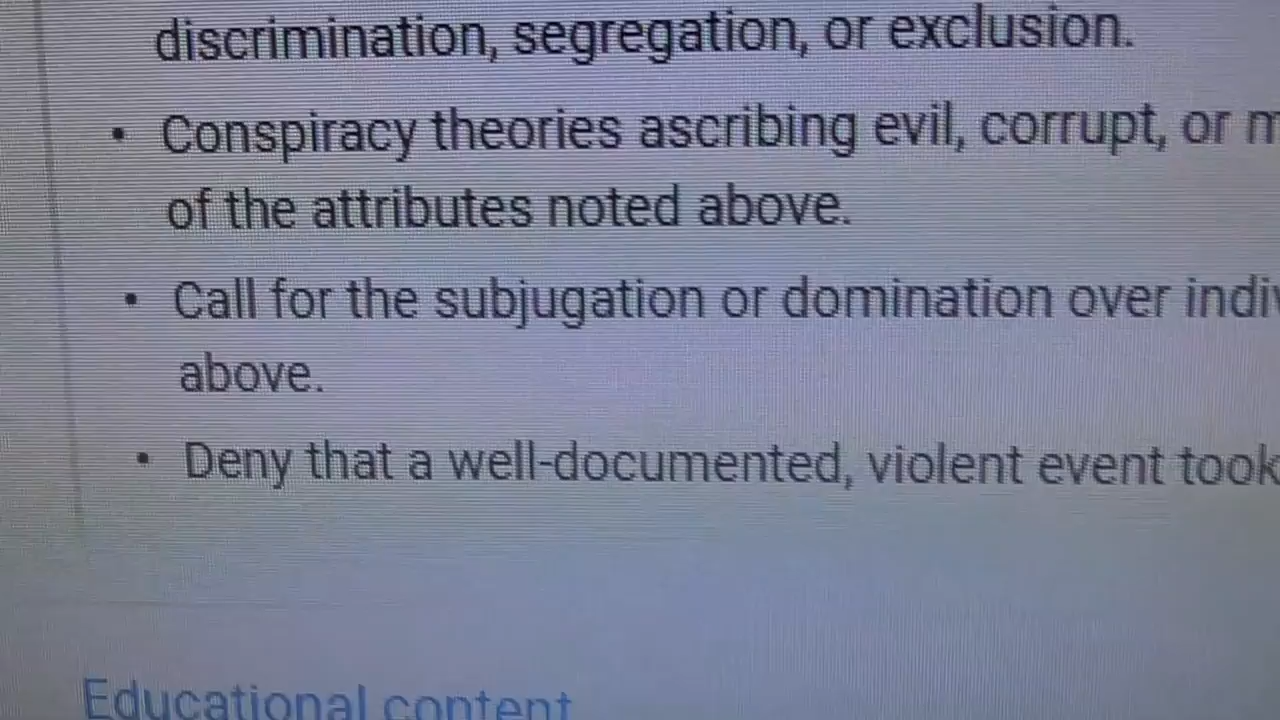 discrimination, segregation, or exclusion.
• Conspiracy theories ascribing evil, corrupt, or
of the attributes noted above.
• Call for the subjugation or domination over
above.
• Deny that a well-documented, violent event took
Educational content